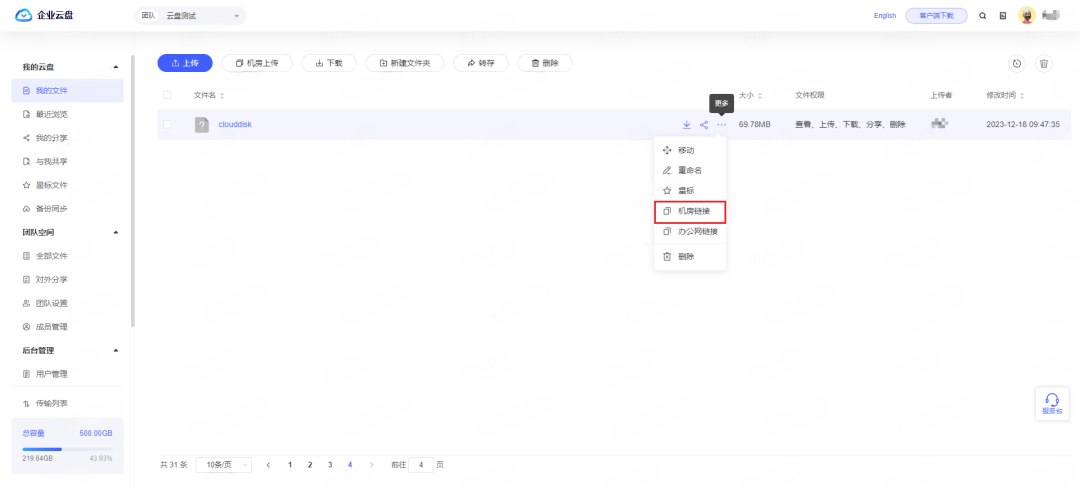 企业云盘
团队 云盘测试
English 客户端下载
我的云盘
我的文件
最近浏览
我的分享
与我共享
星标文件
备份同步
团队空间
全部文件
对外分享
团队设置
成员管理
后台管理
用户管理
传输列表
总容量 500.00GB
219.64GB 43.93%
上传 机房上传 下载 新建文件夹 转存 删除
文件名 大小 文件权限 上传者 修改时间
更多
clouddisk 69.78MB 查看、上传、下载、分享、删除 2023-12-18 09:47:35
移动
重命名
星标
机房链接
办公网链接
删除
服务台
共 31 条 10条/页 1 2 3 4 前往 4 页